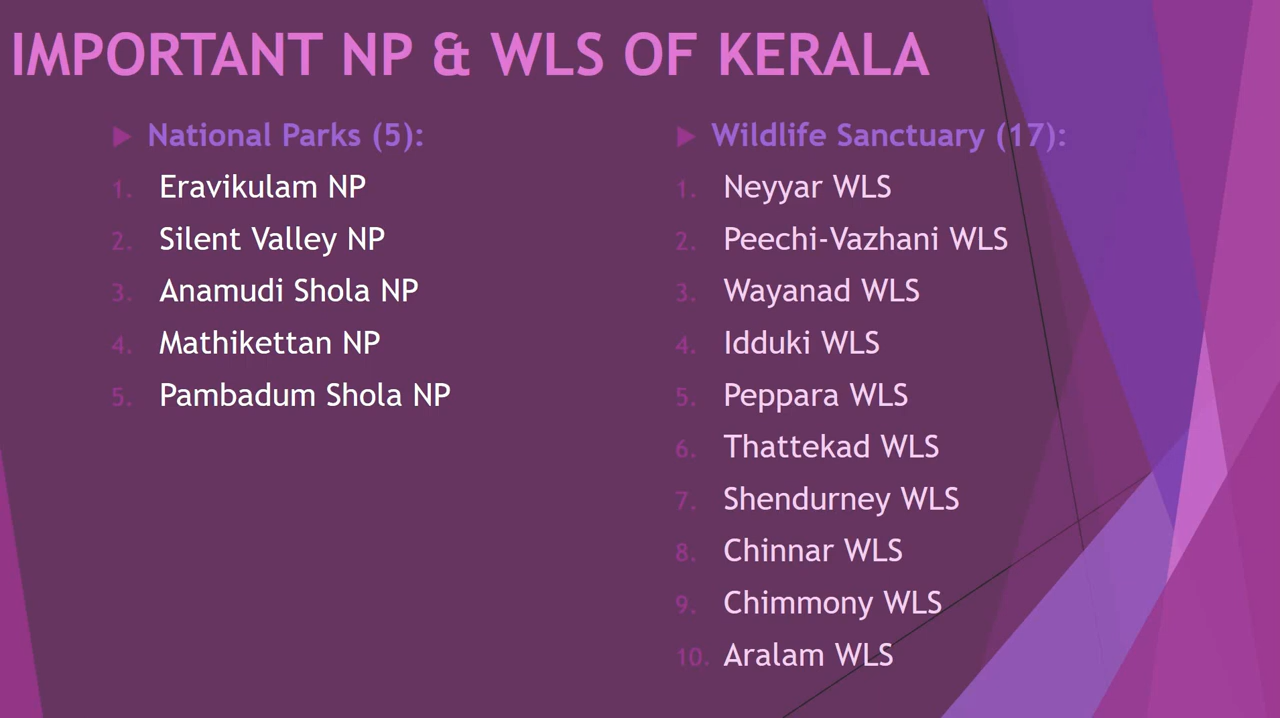 IMPORTANT NP & WLS OF KERALA
National Parks (5):
1. Eravikulam NP
2. Silent Valley NP
3. Anamudi Shola NP
4. Mathikettan NP
5. Pambadum Shola NP
Wildlife Sanctuary (17):
1. Neyyar WLS
2. Peechi-Vazhani WLS
3. Wayanad WLS
4. Idduki WLS
5. Peppara WLS
6. Thattekad WLS
7. Shendurney WLS
8. Chinnar WLS
9. Chimmony WLS
10. Aralam WLS